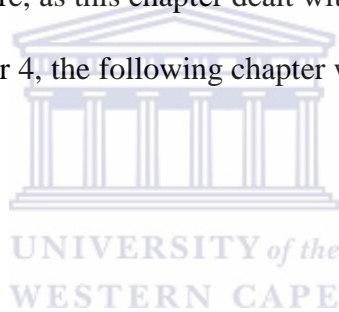 re, as this chapter dealt wit
r 4, the following chapter v
UNIVERSITY of the
WESTERN CAPE